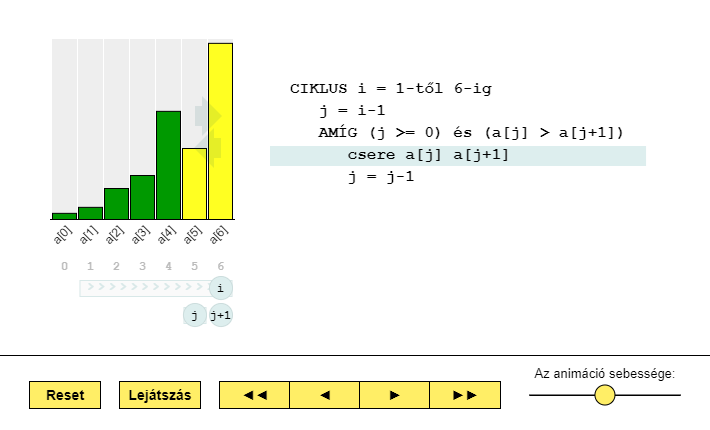 CIKLUS i = 1-től 6-ig
j = i-1
AMÍG (j >= 0) és (a[j] > a[j+1])
csere a[j] a[j+1]
j = j-1
a[0] a[1] a[2] a[3] a[4] a[5] a[6]
0 1 2 3 4 5 6
i
j j+1
Az animáció sebessége:
Reset Lejátszás